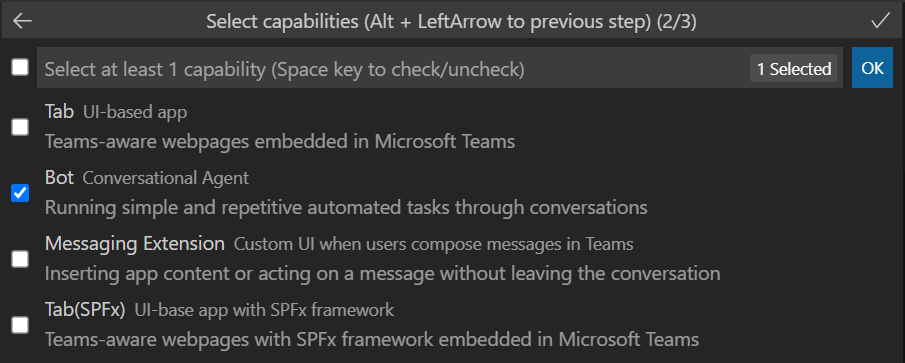 Select capabilities (Alt + LeftArrow to previous step) (2/3)
Select at least 1 capability (Space key to check/uncheck) 1 Selected OK
Tab UI-based app
Teams-aware webpages embedded in Microsoft Teams
Bot Conversational Agent
Running simple and repetitive automated tasks through conversations
Messaging Extension Custom UI when users compose messages in Teams
Inserting app content or acting on a message without leaving the conversation
Tab(SPFx) UI-base app with SPFx framework
Teams-aware webpages with SPFx framework embedded in Microsoft Teams